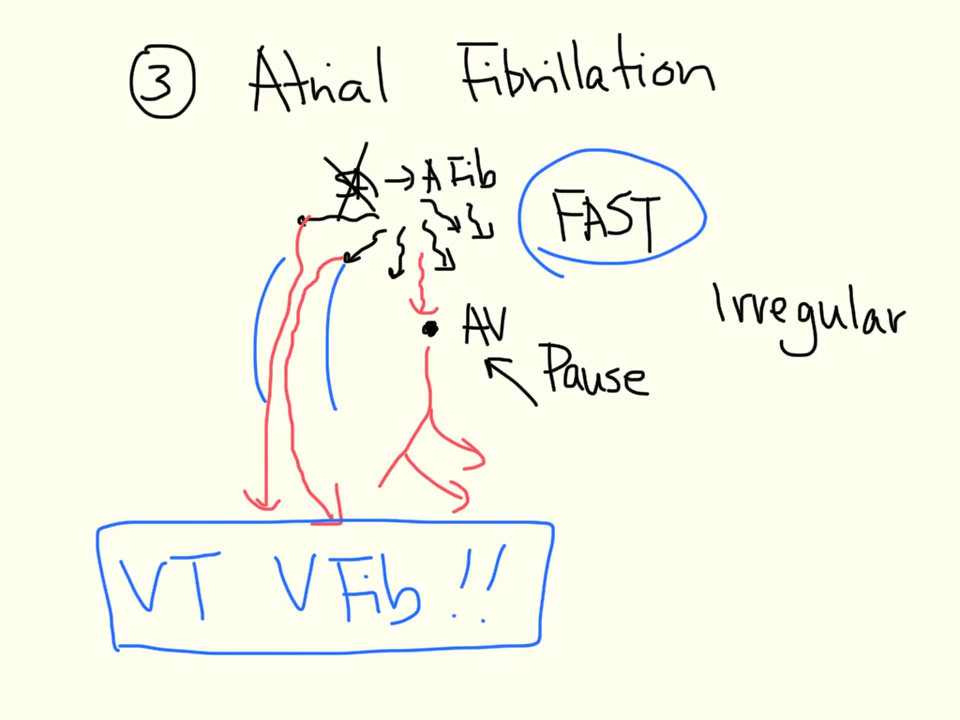 ③ Atrial Fibrillation
→ A Fib
FAST
Irregular
AV
Pause
VT VFib!!